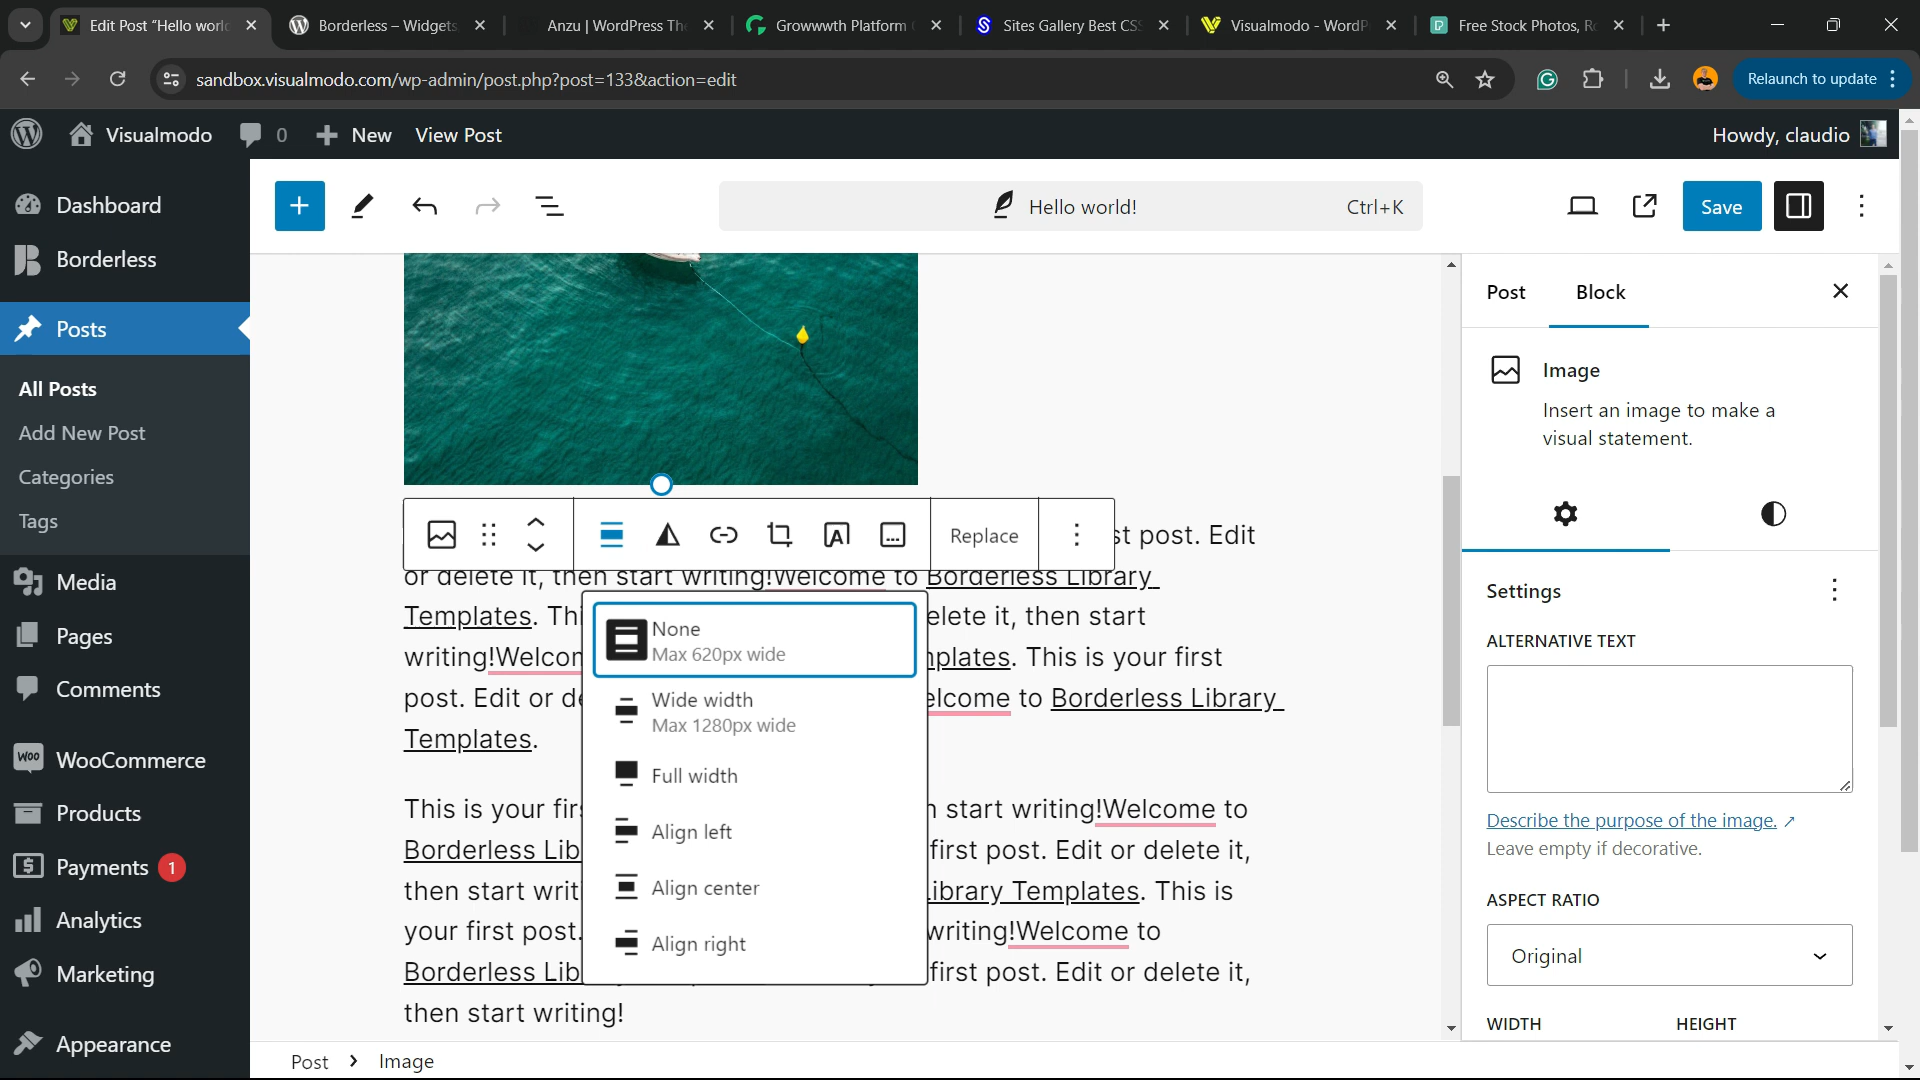 Edit Post “Hello worl
Borderless – Widgets
Anzu | WordPress Th
Growwwth Platform
Sites Gallery Best CS
Visualmodo - WordP
Free Stock Photos, R
sandbox.visualmodo.com/wp-admin/post.php?post=133&action=edit
Relaunch to update
Visualmodo
0
New
View Post
Howdy, claudio
Dashboard
Borderless
Posts
All Posts
Add New Post
Categories
Tags
Media
Pages
Comments
WooCommerce
Products
Payments 1
Analytics
Marketing
Appearance
Hello world!
Ctrl+K
Save
Replace
st post. Edit
or delete it, then start writing!Welcome to Borderless Library
Templates. Thi
elete it, then start
writing!Welcom
plates. This is your first
post. Edit or de
elcome to Borderless Library
Templates.
This is your firs
n start writing!Welcome to
Borderless Lib
first post. Edit or delete it,
then start writi
ibrary Templates. This is
your first post.
writing!Welcome to
Borderless Lib
first post. Edit or delete it,
then start writing!
None
Max 620px wide
Wide width
Max 1280px wide
Full width
Align left
Align center
Align right
Post
Image
Post
Block
Image
Insert an image to make a
visual statement.
Settings
ALTERNATIVE TEXT
Describe the purpose of the image. ↗
Leave empty if decorative.
ASPECT RATIO
Original
WIDTH
HEIGHT